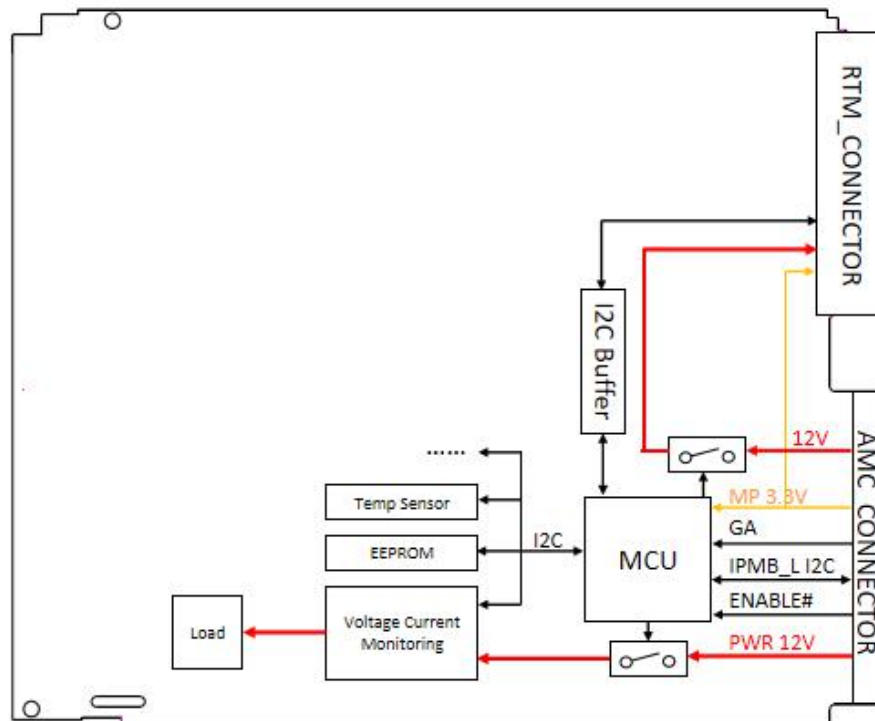 RTM_CONNECTOR
I2C Buffer
12V
AMC CONNECTOR
......
MP 3.3V
Temp Sensor
GA
I2C
EEPROM
MCU
IPMB_L I2C
ENABLE#
Voltage Current
Monitoring
Load
PWR 12V